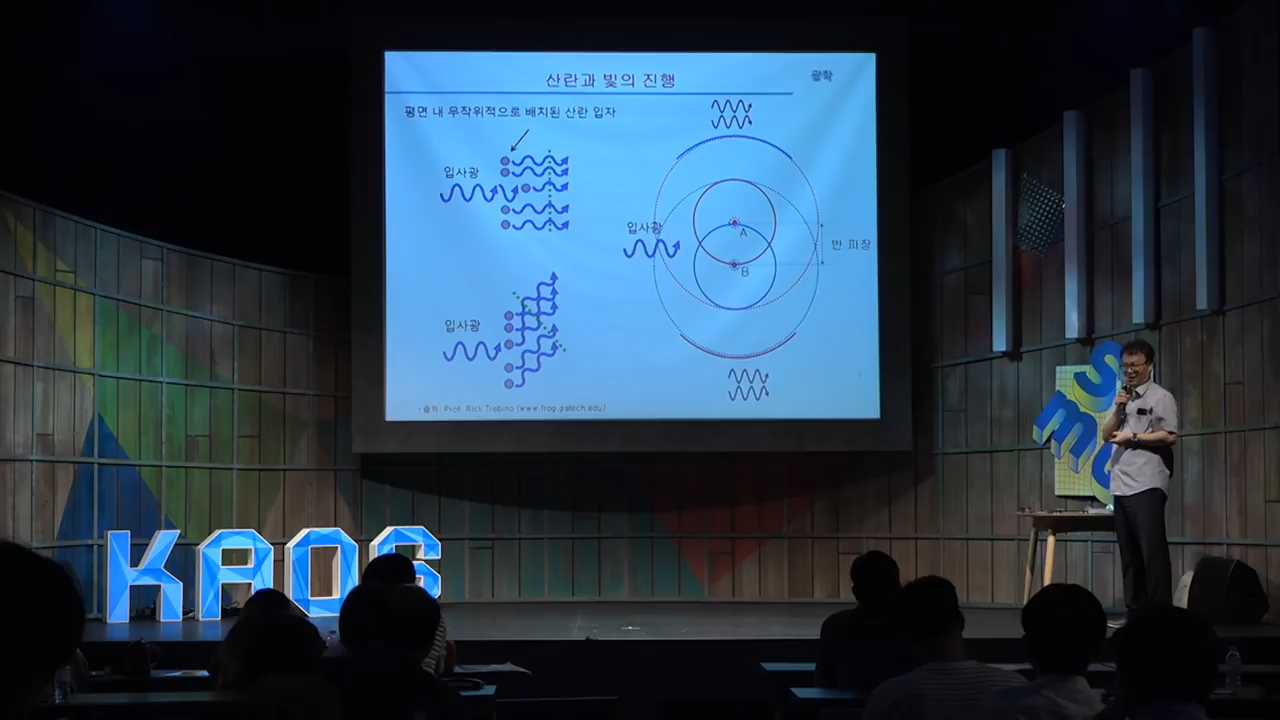 산란과 빛의 진행
광학
평면 내 무작위적으로 배치된 산란 입자
입사광
입사광
A
B
반 파장
입사광
출처: Prof. Rick Trebino (www.frog.gatech.edu)
KAOS